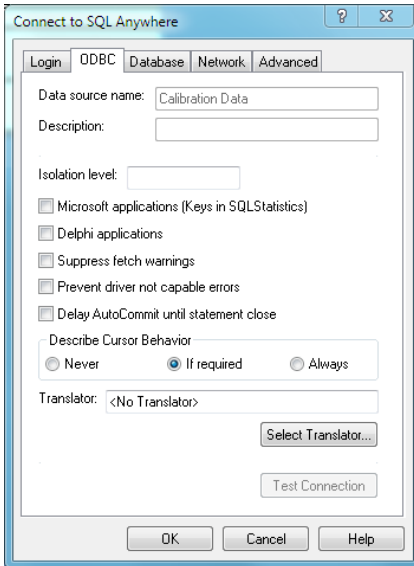 Connect to SQL Anywhere
?
Login ODBC Database Network Advanced
Data source name: Calibration Data
Description:
Isolation level:
Microsoft applications (Keys in SQLStatistics)
Delphi applications
Suppress fetch warnings
Prevent driver not capable errors
Delay AutoCommit until statement close
Describe Cursor Behavior
Never If required Always
Translator: <No Translator>
Select Translator...
Test Connection
OK Cancel Help